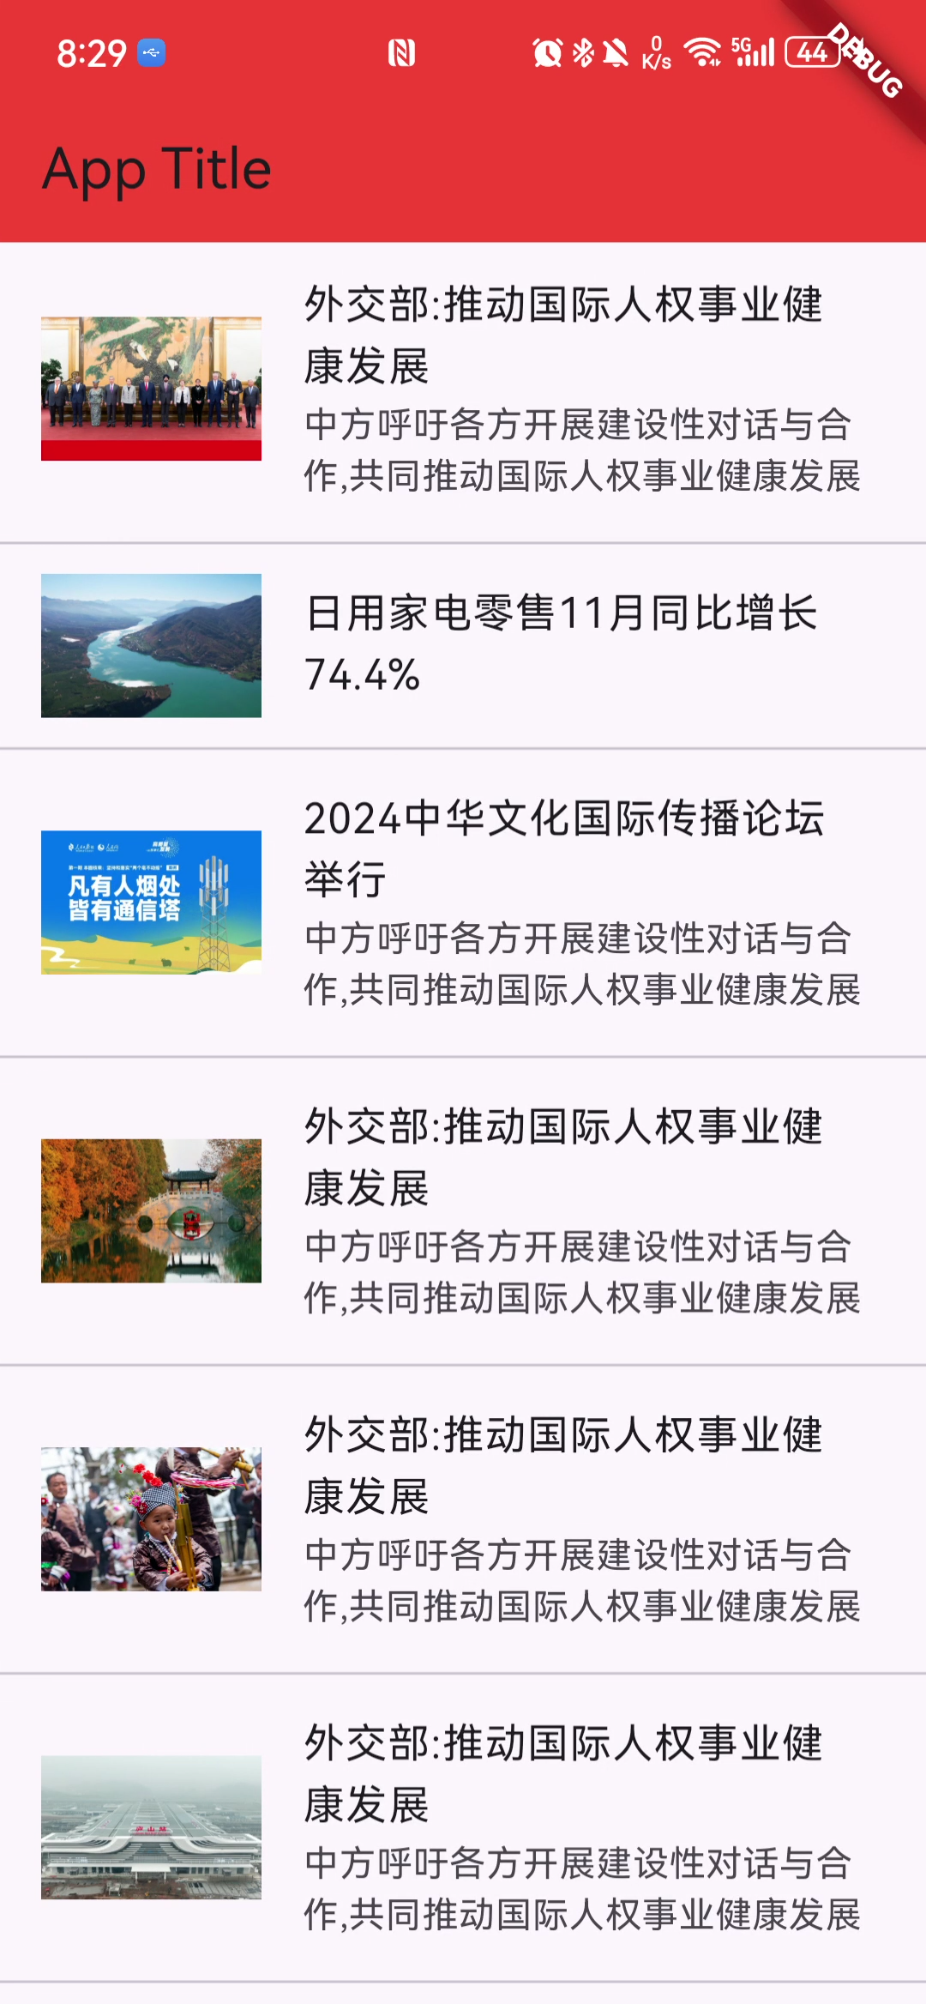 8:29
0
K/s
5G
44
DEBUG
App Title
外交部:推动国际人权事业健
康发展
中方呼吁各方开展建设性对话与合
作,共同推动国际人权事业健康发展
日用家电零售11月同比增长
74.4%
2024中华文化国际传播论坛
举行
中方呼吁各方开展建设性对话与合
作,共同推动国际人权事业健康发展
凡有人烟处
皆有通信塔
外交部:推动国际人权事业健
康发展
中方呼吁各方开展建设性对话与合
作,共同推动国际人权事业健康发展
外交部:推动国际人权事业健
康发展
中方呼吁各方开展建设性对话与合
作,共同推动国际人权事业健康发展
外交部:推动国际人权事业健
康发展
中方呼吁各方开展建设性对话与合
作,共同推动国际人权事业健康发展